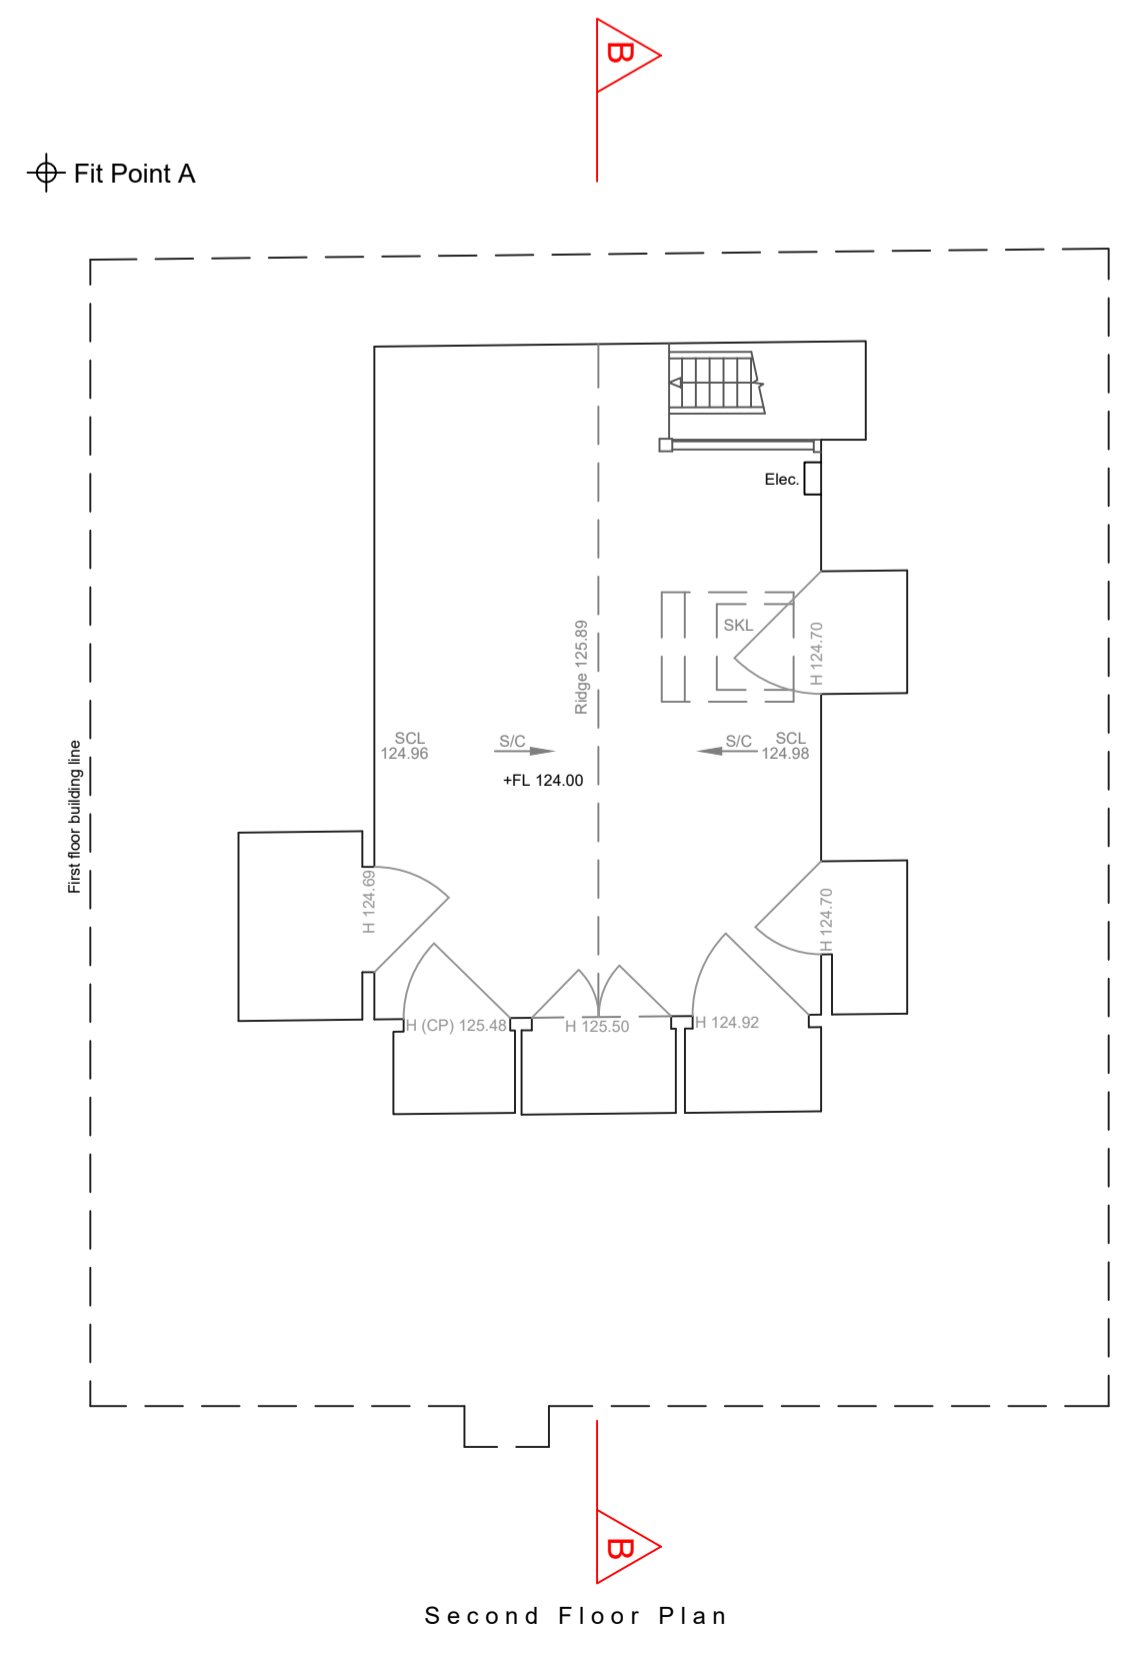 B
Fit Point A
Elec.
SKL
H 124.70
Ridge 125.89
SCL
124.96
S/C
S/C
SCL
124.98
+FL 124.00
First floor building line
H 124.69
H 124.70
H (CP) 125.48
H 125.50
H 124.92
B
Second Floor Plan